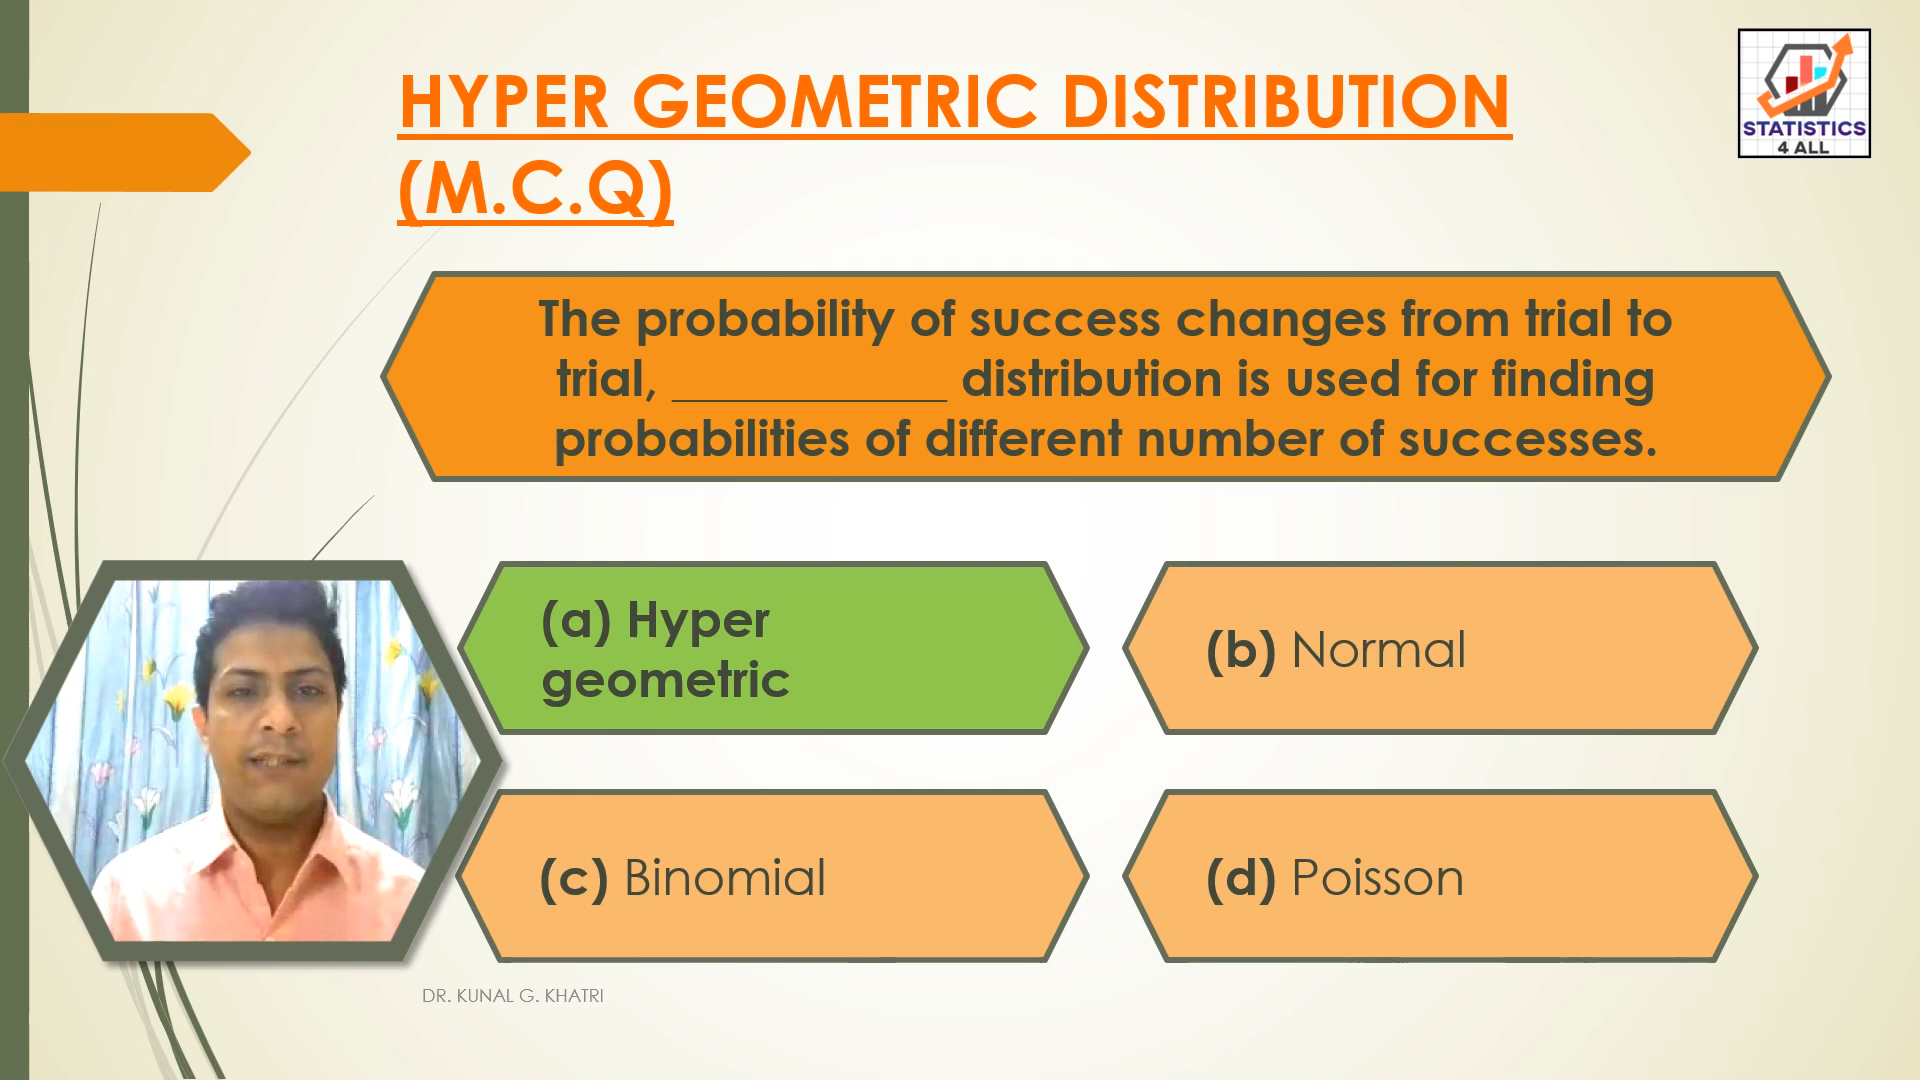 HYPER GEOMETRIC DISTRIBUTION
(M.C.Q)
STATISTICS
4 ALL
The probability of success changes from trial to
trial, ___________ distribution is used for finding
probabilities of different number of successes.
(a) Hyper
geometric
(b) Normal
(c) Binomial
(d) Poisson
DR. KUNAL G. KHATRI